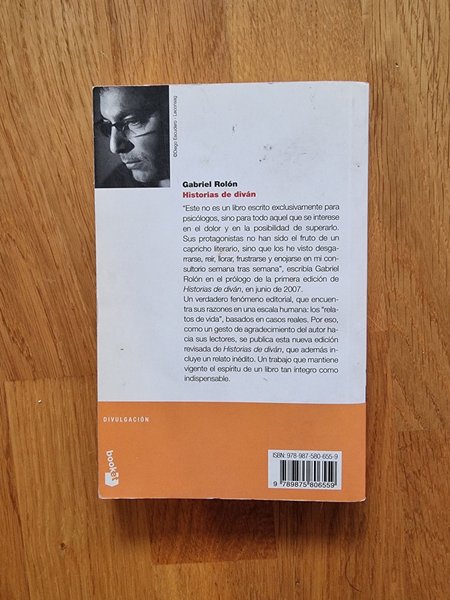 ©Diego Escudero - Laomisag
Gabriel Rolón
Historias de diván
"Este no es un libro escrito exclusivamente para
psicólogos, sino para todo aquel que se interese
en el dolor y en la posibilidad de superarlo.
Sus protagonistas no han sido el fruto de un
capricho literario, sino que los he visto desga-
rrarse, reír, llorar, frustrarse y enojarse en mi
consultorio semana tras semana", escribía Gabriel
Rolón en el prólogo de la primera edición de
Historias de diván, en junio de 2007.
Un verdadero fenómeno editorial, que encuen-
tra sus razones en una escala humana: los "rela-
tos de vida", basados en casos reales. Por eso,
como un gesto de agradecimiento del autor ha-
cia sus lectores, se publica esta nueva edición
revisada de Historias de diván, que además in-
cluye un relato inédito. Un trabajo que mantiene
vigente el espíritu de un libro tan íntegro como
indispensable.
DIVULGACIÓN
booket
ISBN: 978-987-580-655-9
9 789875 806559